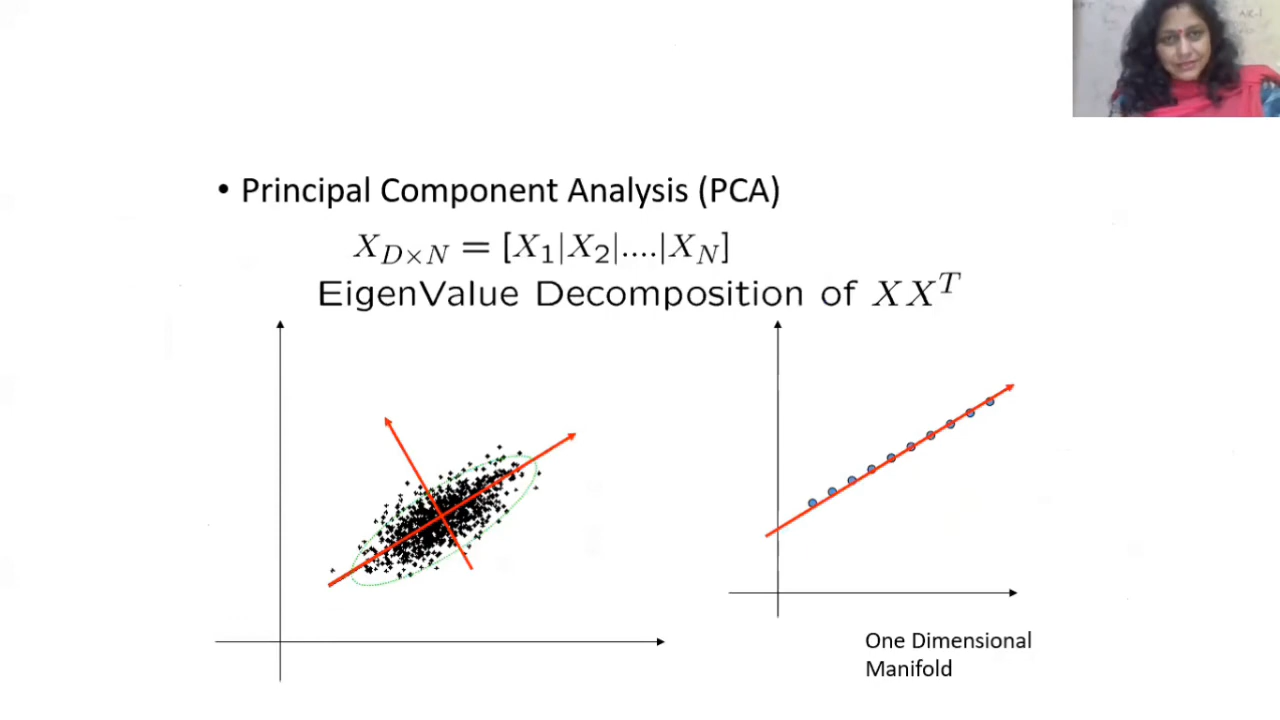 • Principal Component Analysis (PCA)
X_{D×N} = [X_1|X_2|....|X_N]
EigenValue Decomposition of XX^T
One Dimensional
Manifold